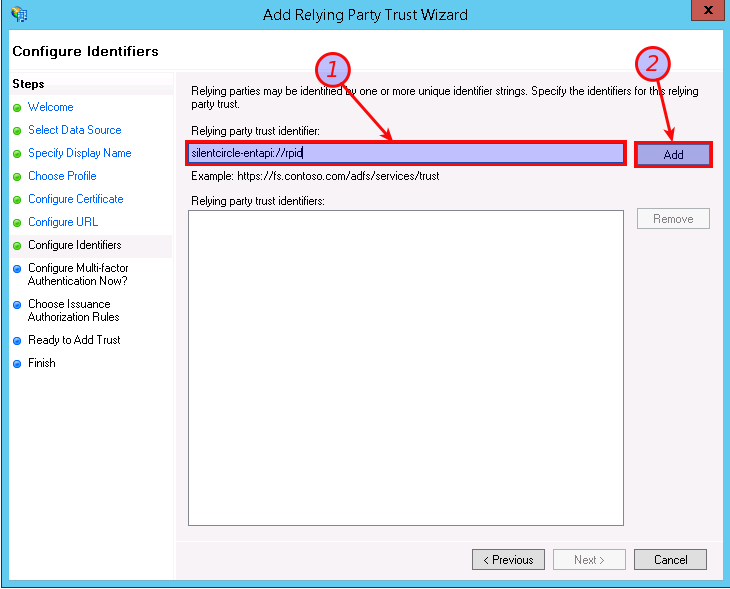 Add Relying Party Trust Wizard
x
Configure Identifiers
Steps
Welcome
Select Data Source
Specify Display Name
Choose Profile
Configure Certificate
Configure URL
Configure Identifiers
Configure Multi-factor
Authentication Now?
Choose Issuance
Authorization Rules
Ready to Add Trust
Finish
1
2
Relying parties may be identified by one or more unique identifier strings. Specify the identifiers for this relying
party trust.
Relying party trust identifier:
silentcircle-entapi://rpid
Add
Example: https://fs.contoso.com/adfs/services/trust
Relying party trust identifiers:
Remove
< Previous
Next >
Cancel